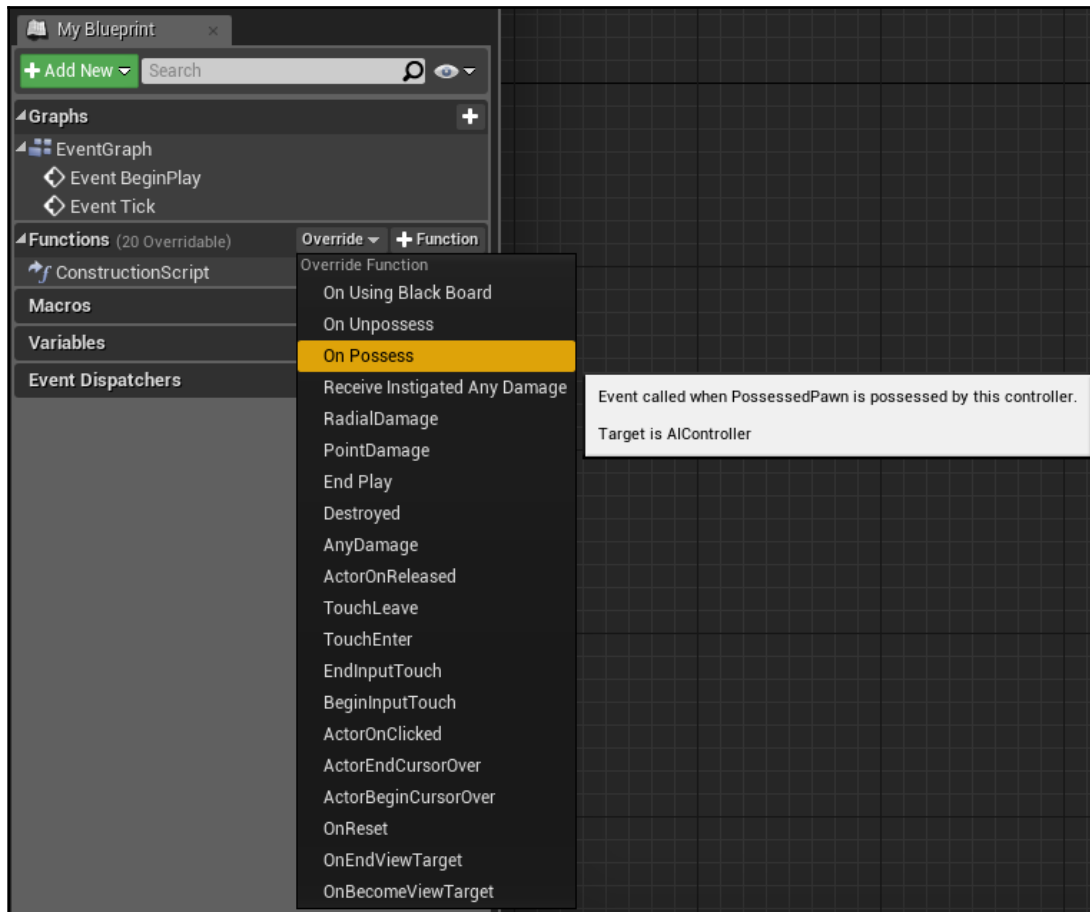 My Blueprint
Add New Search
Graphs
EventGraph
Event BeginPlay
Event Tick
Functions (20 Overridable) Override + Function
ConstructionScript
Macros
Variables
Event Dispatchers
Override Function
On Using Black Board
On Unpossess
On Possess
Receive Instigated Any Damage
RadialDamage
PointDamage
End Play
Destroyed
AnyDamage
ActorOnReleased
TouchLeave
TouchEnter
EndInputTouch
BeginInputTouch
ActorOnClicked
ActorEndCursorOver
ActorBeginCursorOver
OnReset
OnEndViewTarget
OnBecomeViewTarget
Event called when PossessedPawn is possessed by this controller.
Target is AIController